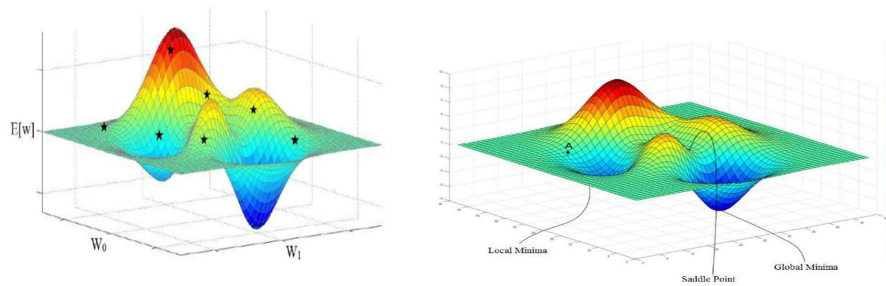 E[w]
W₀
W₁
A
Local Minima
Saddle Point
Global Minima